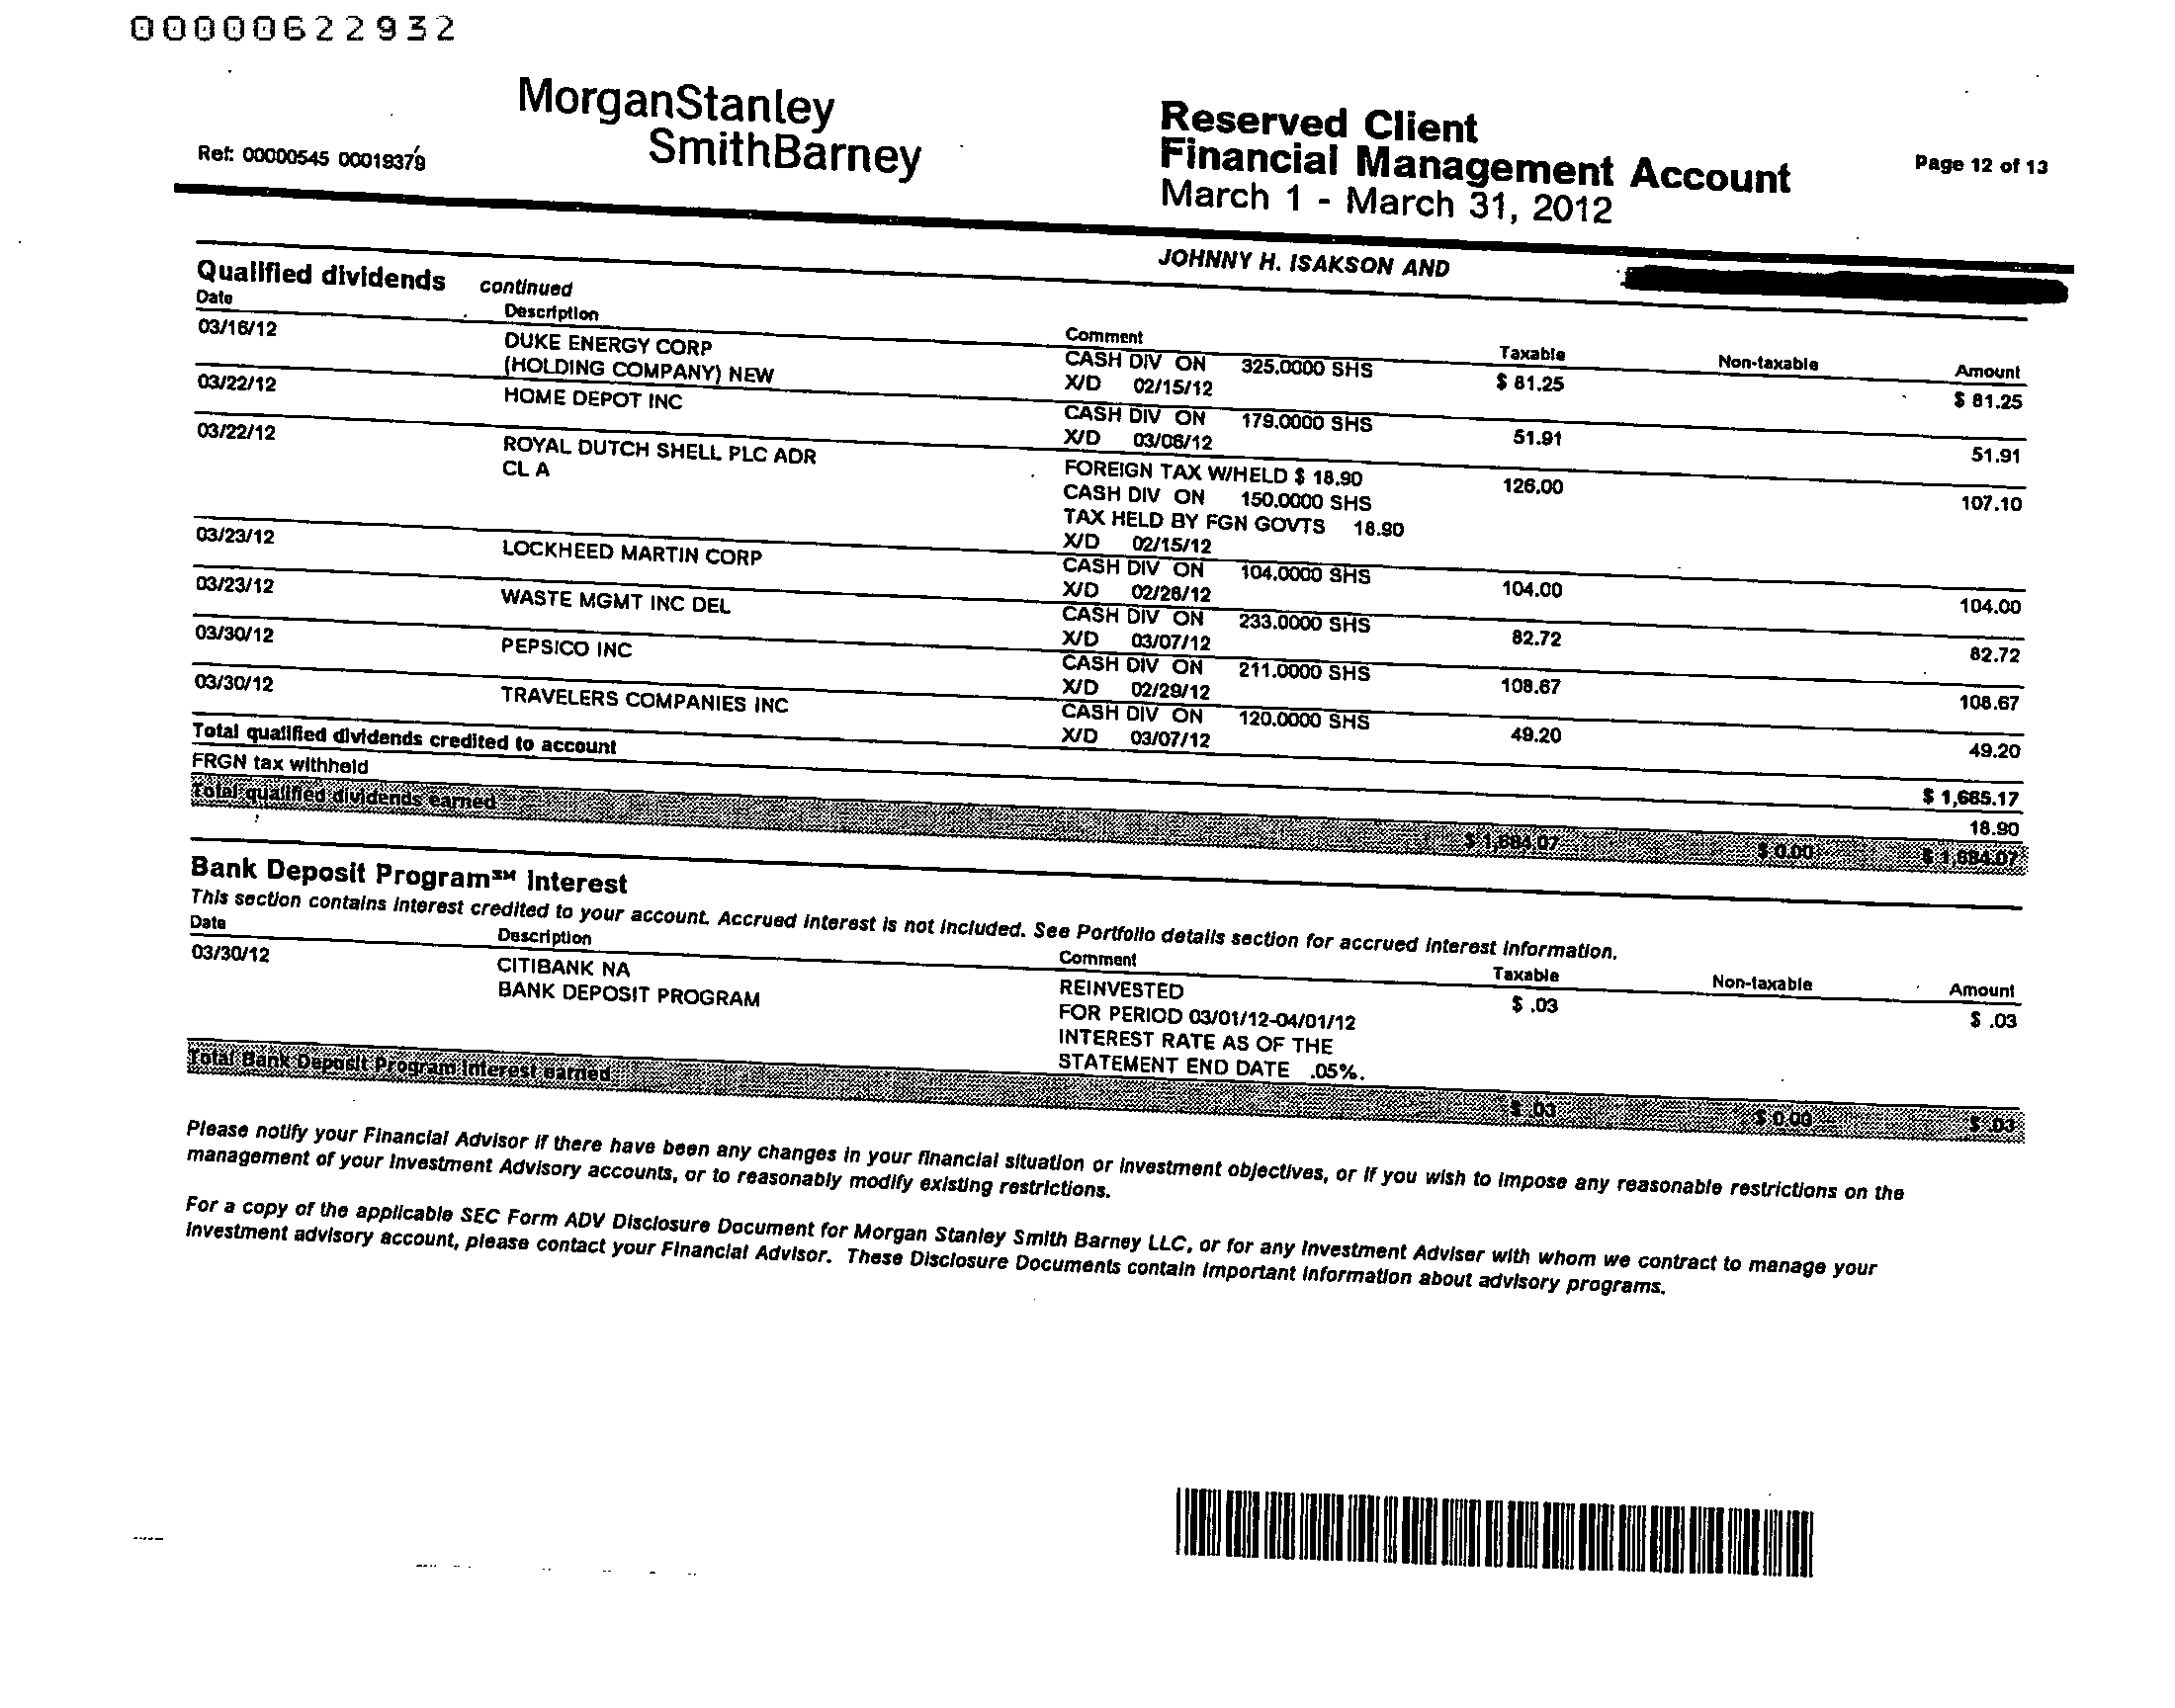 00000622932
MorganStanley
SmithBarney
Ref: 00000545 00019379
Reserved Client
Financial Management Account
March 1 - March 31, 2012
Page 12 of 13
JOHNNY H. ISAKSON AND
Qualified dividends continued
Date Description Comment Taxable Non-taxable Amount
03/16/12 DUKE ENERGY CORP CASH DIV ON 325.0000 SHS $ 81.25 $ 81.25
(HOLDING COMPANY) NEW X/D 02/15/12
03/22/12 HOME DEPOT INC CASH DIV ON 179.0000 SHS 51.91 51.91
X/D 03/06/12
03/22/12 ROYAL DUTCH SHELL PLC ADR FOREIGN TAX W/HELD $ 18.90 126.00 107.10
CL A CASH DIV ON 150.0000 SHS
TAX HELD BY FGN GOVTS 18.90
X/D 02/15/12
03/23/12 LOCKHEED MARTIN CORP CASH DIV ON 104.0000 SHS 104.00 104.00
X/D 02/28/12
03/23/12 WASTE MGMT INC DEL CASH DIV ON 233.0000 SHS 82.72 82.72
X/D 03/07/12
03/30/12 PEPSICO INC CASH DIV ON 211.0000 SHS 108.67 108.67
X/D 02/29/12
03/30/12 TRAVELERS COMPANIES INC CASH DIV ON 120.0000 SHS 49.20 49.20
X/D 03/07/12
Total qualified dividends credited to account $ 1,665.17
FRGN tax withheld 18.90
Total qualified dividends earned $ 1,684.07 $ 0.00 $ 1,684.07
Bank Deposit Program℠ Interest
This section contains interest credited to your account. Accrued interest is not included. See Portfolio details section for accrued interest information.
Date Description Comment Taxable Non-taxable Amount
03/30/12 CITIBANK NA REINVESTED $ .03 $ .03
BANK DEPOSIT PROGRAM FOR PERIOD 03/01/12-04/01/12
INTEREST RATE AS OF THE
STATEMENT END DATE .05%.
Total Bank Deposit Program Interest earned $ .03 $ 0.00 $ .03
Please notify your Financial Advisor if there have been any changes in your financial situation or investment objectives, or if you wish to impose any reasonable restrictions on the
management of your Investment Advisory accounts, or to reasonably modify existing restrictions.
For a copy of the applicable SEC Form ADV Disclosure Document for Morgan Stanley Smith Barney LLC, or for any Investment Adviser with whom we contract to manage your
investment advisory account, please contact your Financial Advisor. These Disclosure Documents contain important information about advisory programs.